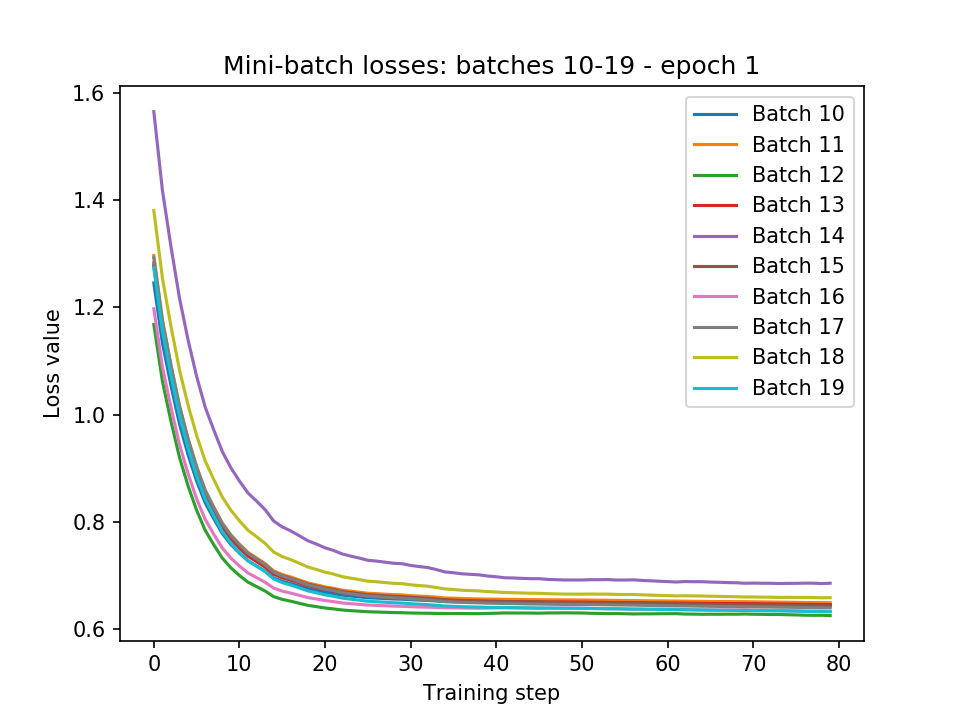 Mini-batch losses: batches 10-19 - epoch 1
1.6
1.4
1.2
1.0
0.8
0.6
Loss value
Batch 10
Batch 11
Batch 12
Batch 13
Batch 14
Batch 15
Batch 16
Batch 17
Batch 18
Batch 19
0 10 20 30 40 50 60 70 80
Training step